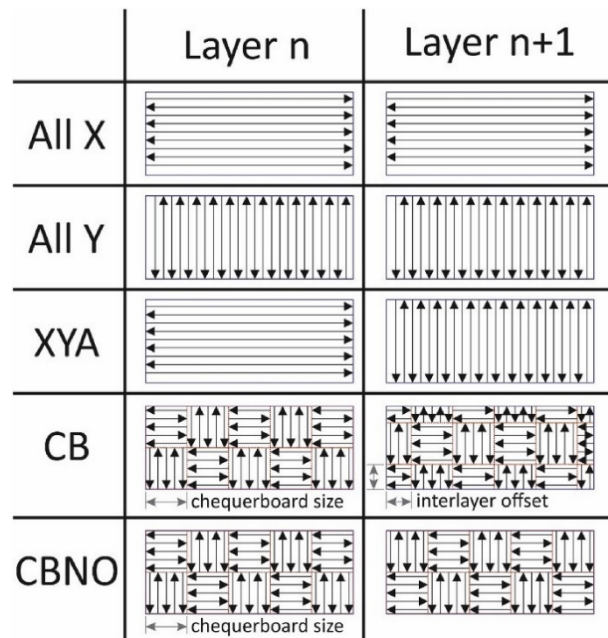 Layer n
Layer n+1
All X
All Y
XYA
CB
chequerboard size
interlayer offset
CBNO
chequerboard size